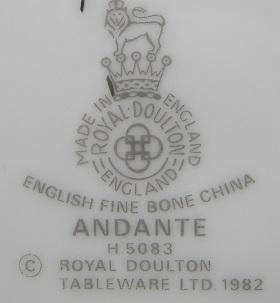 MADE IN ENGLAND
ROYAL·DOULTON
ENGLAND
ENGLISH FINE BONE CHINA
ANDANTE
H 5083
© ROYAL DOULTON
TABLEWARE LTD. 1982